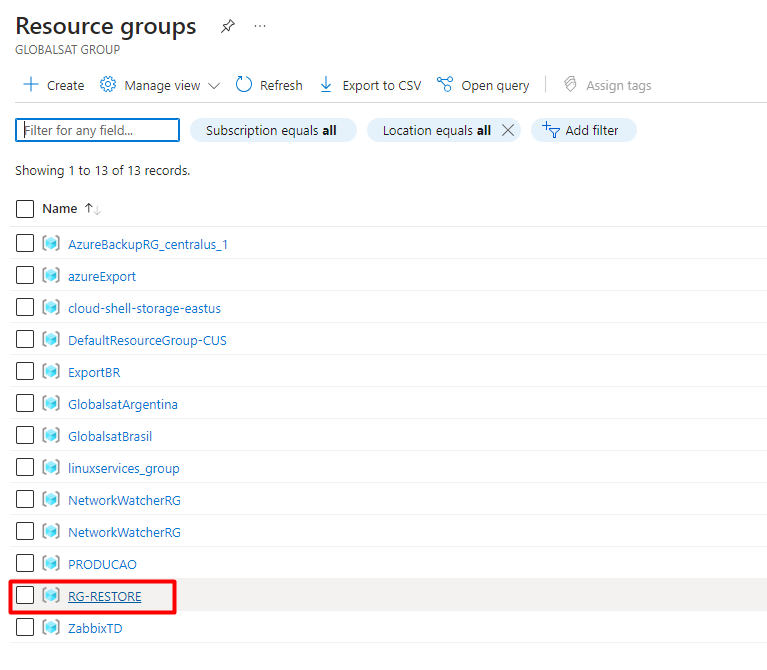 Resource groups
GLOBALSAT GROUP
Create Manage view Refresh Export to CSV Open query Assign tags
Filter for any field... Subscription equals all Location equals all Add filter
Showing 1 to 13 of 13 records.
Name
AzureBackupRG_centralus_1
azureExport
cloud-shell-storage-eastus
DefaultResourceGroup-CUS
ExportBR
GlobalsatArgentina
GlobalsatBrasil
linuxservices_group
NetworkWatcherRG
NetworkWatcherRG
PRODUCAO
RG-RESTORE
ZabbixTD